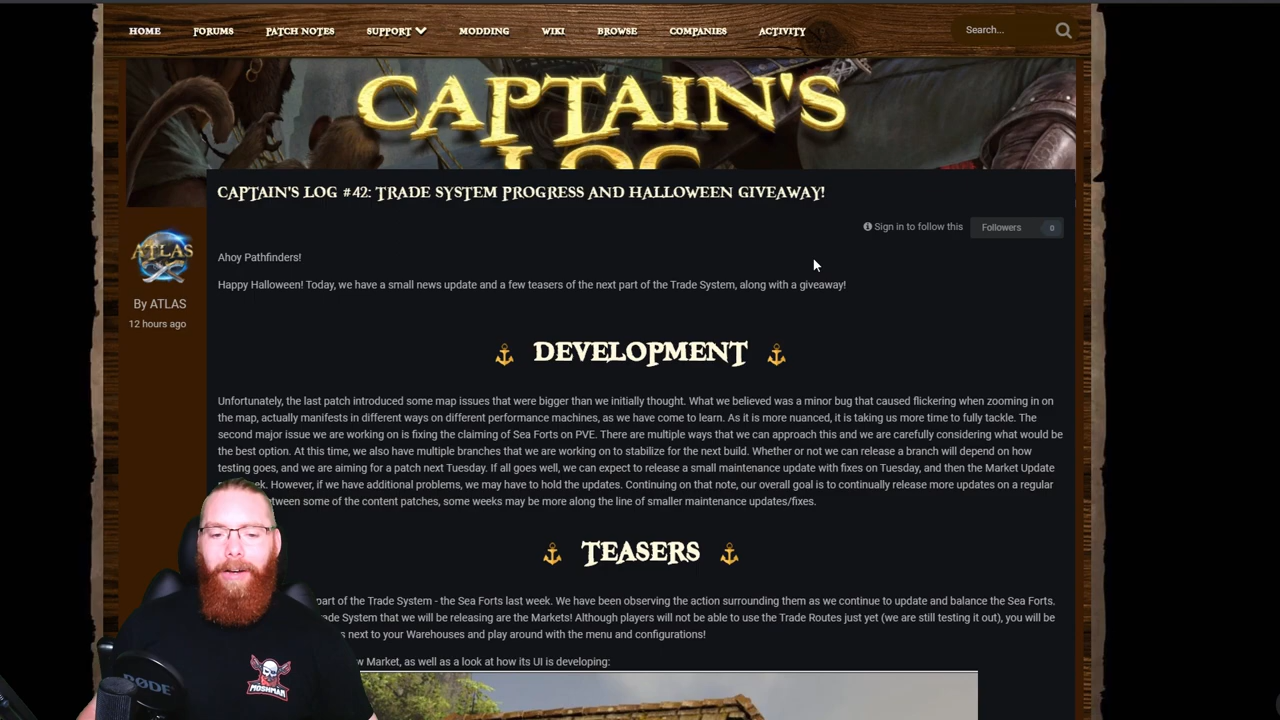 HOME FORUMS PATCH NOTES SUPPORT MODDING WIKI BROWSE COMPANIES ACTIVITY Search...
CAPTAIN'S
LOG
CAPTAIN'S LOG #42: TRADE SYSTEM PROGRESS AND HALLOWEEN GIVEAWAY!
Sign in to follow this Followers 0
ATLAS
By ATLAS
12 hours ago
Ahoy Pathfinders!
Happy Halloween! Today, we have a small news update and a few teasers of the next part of the Trade System, along with a giveaway!
DEVELOPMENT
Unfortunately, the last patch introduced some map issues that were bigger than we initially thought. What we believed was a minor bug that caused flickering when zooming in on
the map, actually manifests in different ways on different performance machines, as we have come to learn. As it is more nuanced, it is taking us more time to fully tackle. The
second major issue we are working on is fixing the claiming of Sea Forts on PVE. There are multiple ways that we can approach this and we are carefully considering what would be
the best option. At this time, we also have multiple branches that we are working on to stabilize for the next build. Whether or not we can release a branch will depend on how
testing goes, and we are aiming for a patch next Tuesday. If all goes well, we can expect to release a small maintenance update with fixes on Tuesday, and then the Market Update
However, if we have additional problems, we may have to hold the updates. Continuing on that note, our overall goal is to continually release more updates on a regular
between some of the content patches, some weeks may be more along the line of smaller maintenance updates/fixes.
TEASERS
part of the Trade System - the Sea Forts last week. We have been observing the action surrounding them as we continue to update and balance the Sea Forts.
System that we will be releasing are the Markets! Although players will not be able to use the Trade Routes just yet (we are still testing it out), you will be
next to your Warehouses and play around with the menu and configurations!
Market, as well as a look at how its UI is developing:
RØDE
MOSHMAN